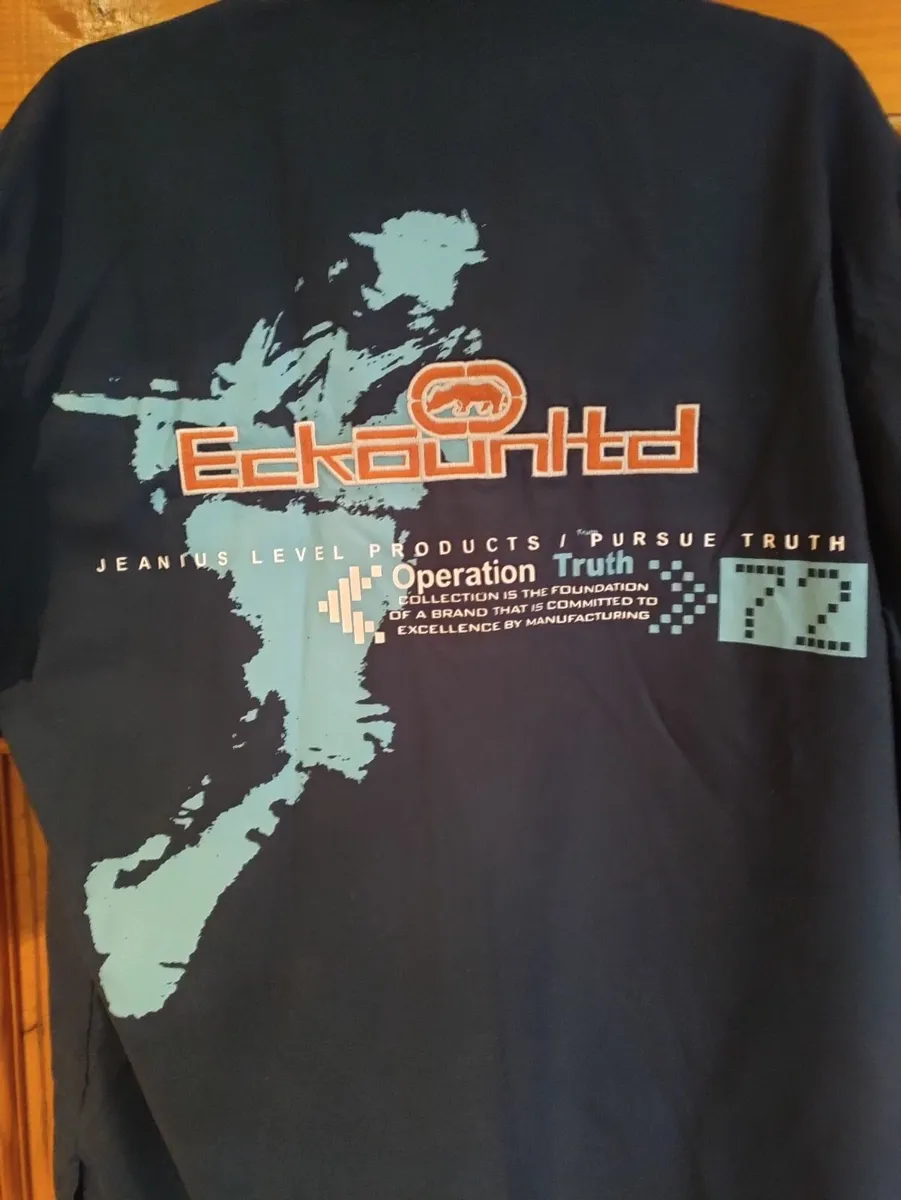 Eckōunltd
JEANIUS LEVEL PRODUCTS / PURSUE TRUTH
Operation Truth
COLLECTION IS THE FOUNDATION
OF A BRAND THAT IS COMMITTED TO
EXCELLENCE BY MANUFACTURING
72